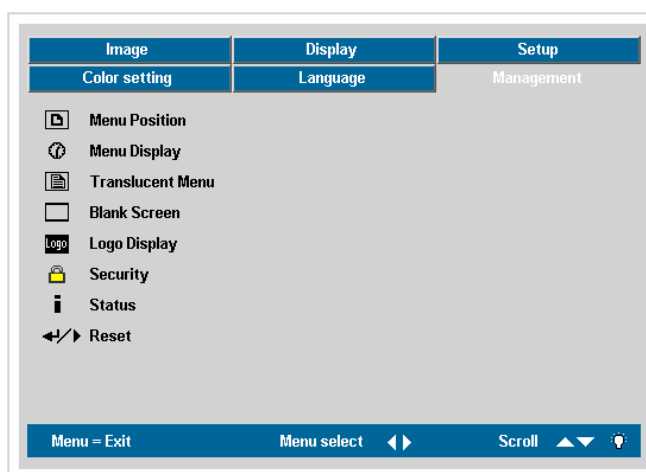 Image Display Setup
Color setting Language Management
Menu Position
Menu Display
Translucent Menu
Blank Screen
Logo Logo Display
Security
i Status
Reset
Menu = Exit Menu select Scroll